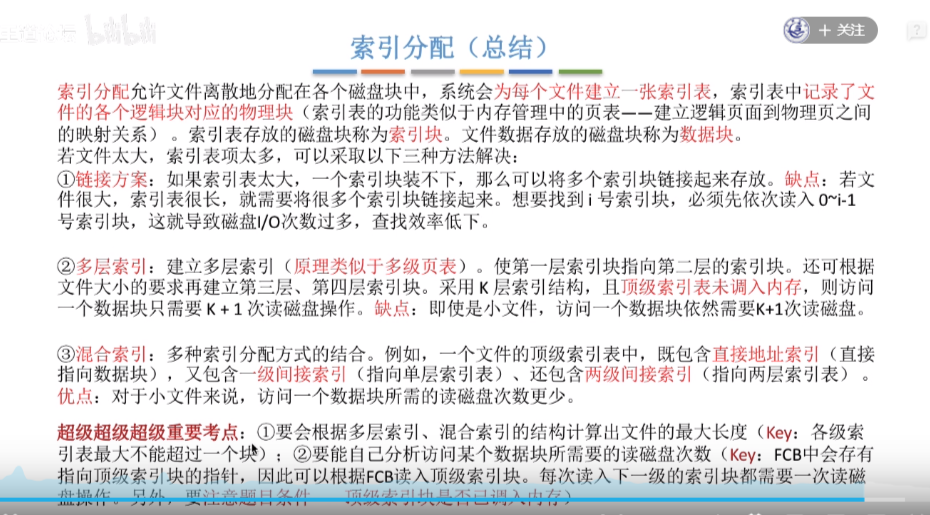 bilibili
+ 关注
?
索引分配（总结）
索引分配允许文件离散地分配在各个磁盘块中，系统会为每个文件建立一张索引表，索引表中记录了文
件的各个逻辑块对应的物理块（索引表的功能类似于内存管理中的页表——建立逻辑页面到物理页之间
的映射关系）。索引表存放的磁盘块称为索引块。文件数据存放的磁盘块称为数据块。
若文件太大，索引表项太多，可以采取以下三种方法解决：
①链接方案：如果索引表太大，一个索引块装不下，那么可以将多个索引块链接起来存放。缺点：若文
件很大，索引表很长，就需要将很多个索引块链接起来。想要找到 i 号索引块，必须先依次读入 0~i-1
号索引块，这就导致磁盘I/O次数过多，查找效率低下。
②多层索引：建立多层索引（原理类似于多级页表）。使第一层索引块指向第二层的索引块。还可根据
文件大小的要求再建立第三层、第四层索引块。采用 K 层索引结构，且顶级索引表未调入内存，则访问
一个数据块只需要 K + 1 次读磁盘操作。缺点：即使是小文件，访问一个数据块依然需要K+1次读磁盘。
③混合索引：多种索引分配方式的结合。例如，一个文件的顶级索引表中，既包含直接地址索引（直接
指向数据块），又包含一级间接索引（指向单层索引表）、还包含两级间接索引（指向两层索引表）。
优点：对于小文件来说，访问一个数据块所需的读磁盘次数更少。
超级超级超级重要考点：①要会根据多层索引、混合索引的结构计算出文件的最大长度（Key：各级索
引表最大不能超过一个块）；②要能自己分析访问某个数据块所需要的读磁盘次数（Key：FCB中会存有
指向顶级索引块的指针，因此可以根据FCB读入顶级索引块。每次读入下一级的索引块都需要一次读磁
盘操作。另外，要注意题目条件——顶级索引块是否已调入内存）